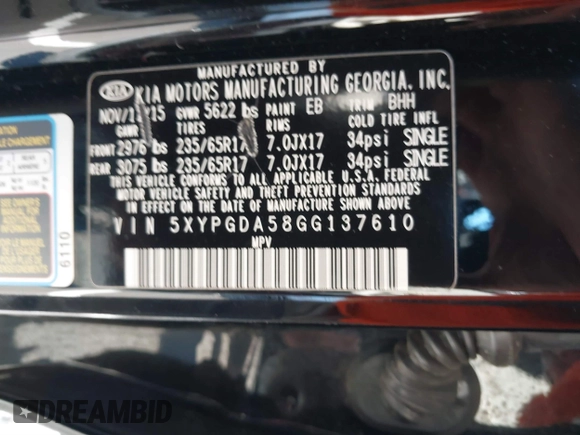 MANUFACTURED BY
KIA KIA MOTORS MANUFACTURING GEORGIA, INC.
NOV/11/15 GVWR 5622 lbs PAINT EB TRIM BHH
GAWR TIRES RIMS COLD TIRE INFL
FRONT 2976 lbs 235/65R17 7.0JX17 34psi SINGLE
REAR 3075 lbs 235/65R17 7.0JX17 34psi SINGLE
THIS VEHICLE CONFORMS TO ALL APPLICABLE U.S.A. FEDERAL
MOTOR VEHICLE SAFETY STANDARDS IN EFFECT ON THE
DATE OF MANUFACTURE SHOWN ABOVE.
VIN 5XYPGDA58GG137610
MPV
6110
DREAMBID